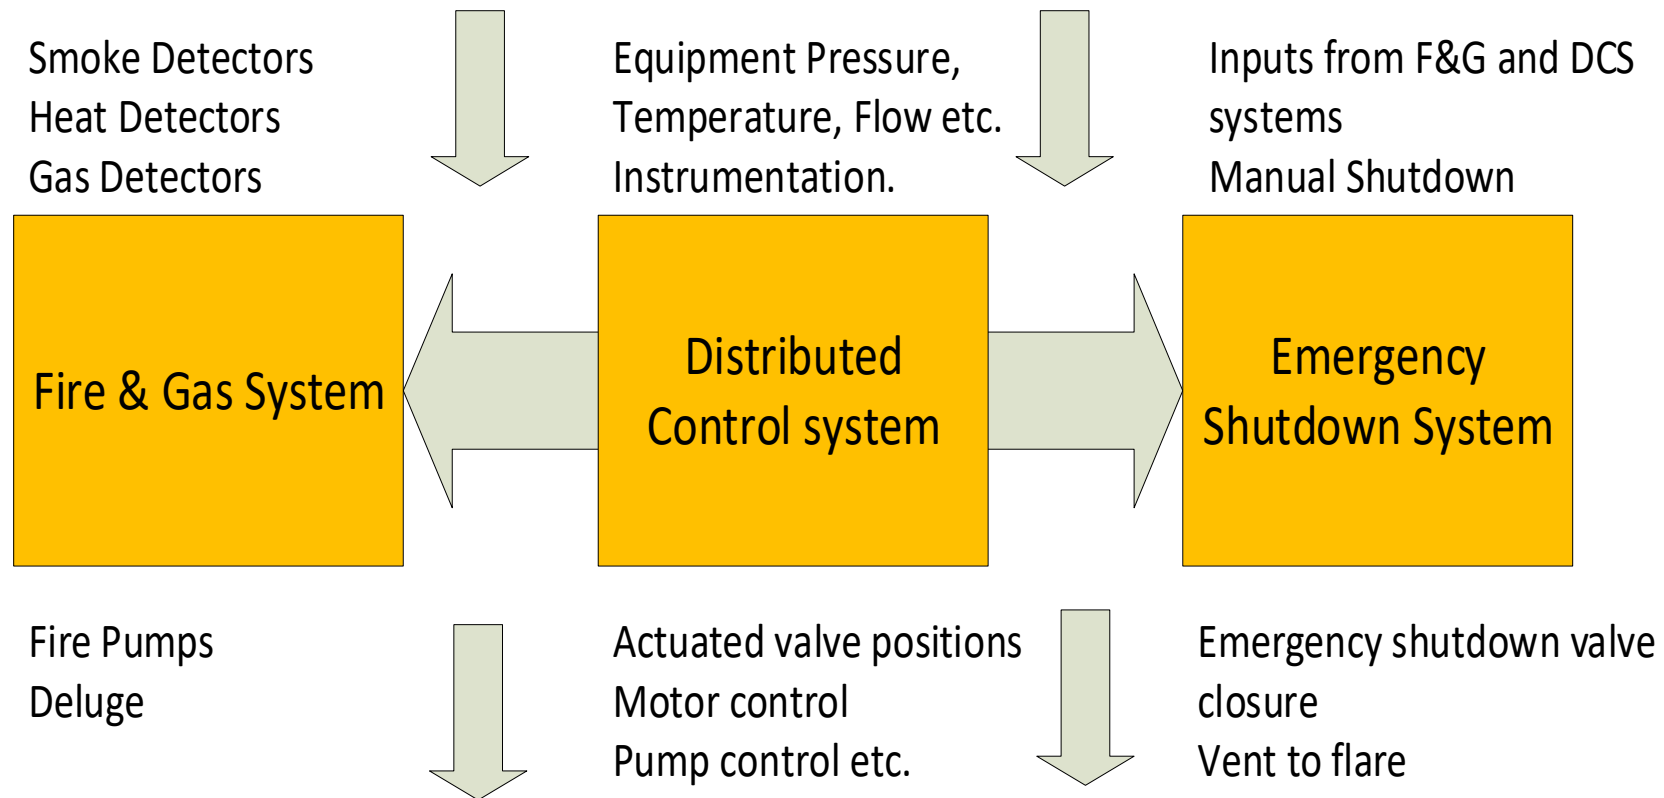 Smoke Detectors
Heat Detectors
Gas Detectors
Equipment Pressure,
Temperature, Flow etc.
Instrumentation.
Inputs from F&G and DCS
systems
Manual Shutdown
Fire & Gas System
Distributed
Control system
Emergency
Shutdown System
Fire Pumps
Deluge
Actuated valve positions
Motor control
Pump control etc.
Emergency shutdown valve
closure
Vent to flare